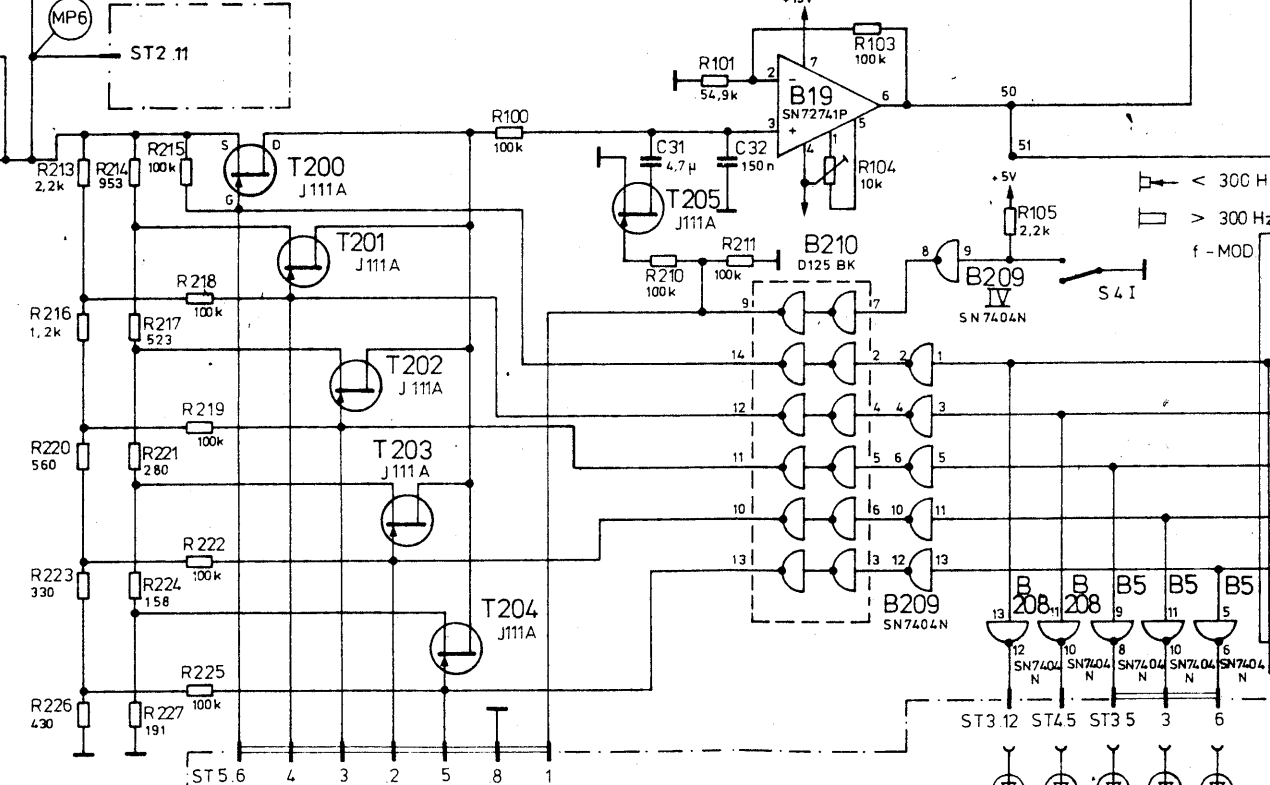 +15V
MP6
ST2.11
R103
100k
R101
54,9k
2
7
B19
SN72741P
6
3
+
5
1
4
50
51
R100
100k
R213
2,2k
R214
953
R215
100k
S
D
G
T200
J111A
C31
4,7µ
C32
150n
R104
10k
+5V
R105
2,2k
< 300 H
> 300 Hz
f-MOD
T205
J111A
R210
100k
R211
100k
B210
D125 BK
8
9
B209
IV
SN7404N
S4I
T201
J111A
R218
100k
R216
1,2k
R217
523
9
7
14
2
2
1
T202
J111A
R219
100k
12
4
4
3
R220
560
R221
280
T203
J111A
11
5
6
5
10
6
10
11
R222
100k
R223
330
R224
158
13
3
12
13
B209
SN7404N
T204
J111A
R225
100k
R226
430
R227
191
B
208
B
208
B5
B5
B5
13
11
9
11
5
12
10
8
10
6
SN7404
N
SN7404
N
SN7404
N
SN7404
N
SN7404
N
ST3.12
ST4.5
ST3 5
3
6
ST5.6
4
3
.2
5
8
1